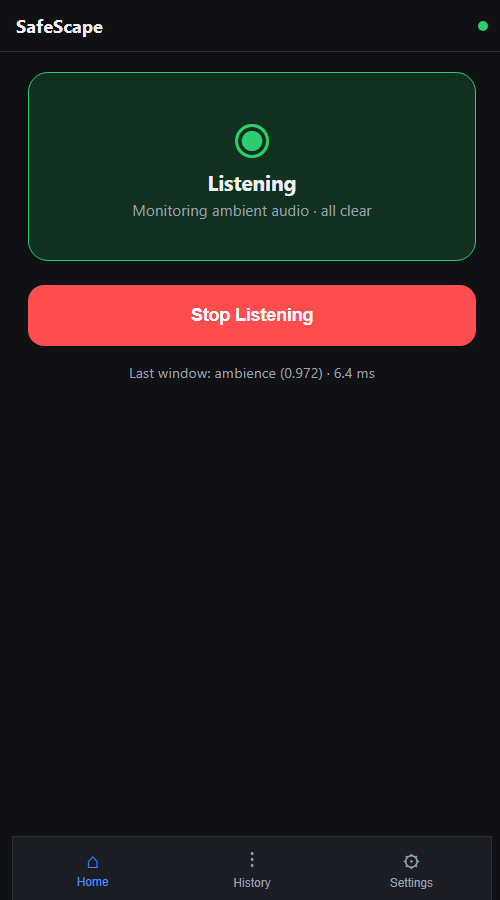 SafeScape
Listening
Monitoring ambient audio · all clear
Stop Listening
Last window: ambience (0.972) · 6.4 ms
Home
History
Settings